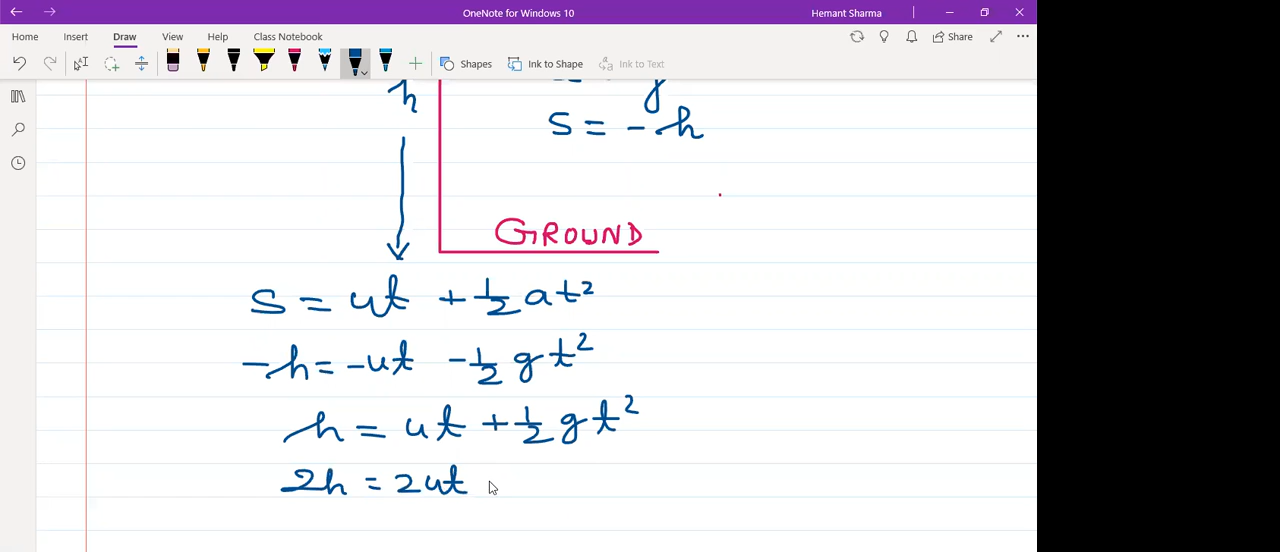 OneNote for Windows 10
Hemant Sharma
Home Insert Draw View Help Class Notebook
Share
Shapes Ink to Shape Ink to Text
h
S = - h
GROUND
S = ut + 1/2 at²
-h = -ut - 1/2 gt²
h = ut + 1/2 gt²
2h = 2ut